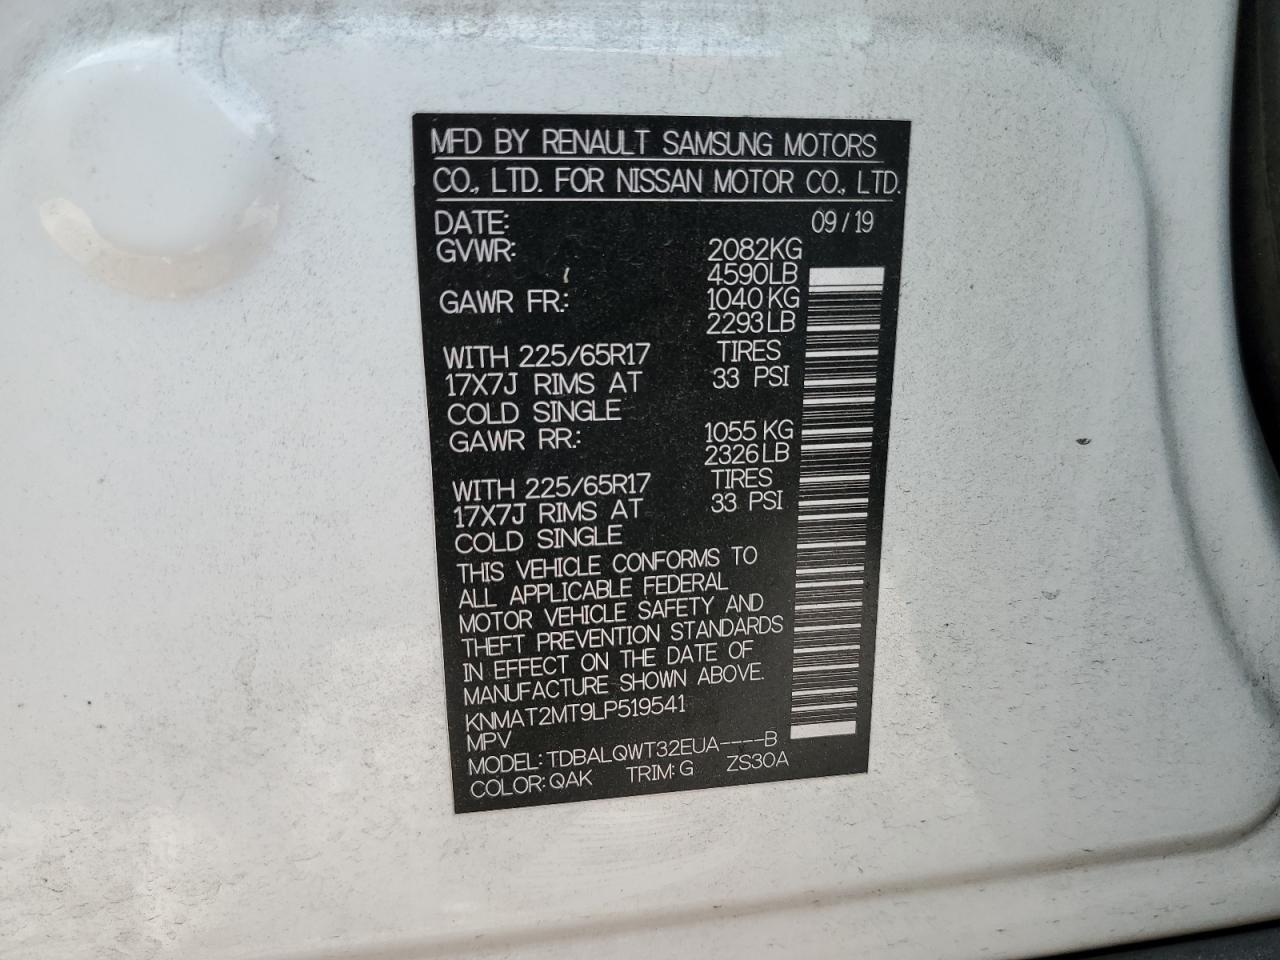 MFD BY RENAULT SAMSUNG MOTORS
CO., LTD. FOR NISSAN MOTOR CO., LTD.
DATE: 09 / 19
GVWR: 2082KG
4590LB
GAWR FR.: 1040 KG
2293 LB
WITH 225/65R17 TIRES
17X7J RIMS AT 33 PSI
COLD SINGLE
GAWR RR.: 1055 KG
2326 LB
WITH 225/65R17 TIRES
17X7J RIMS AT 33 PSI
COLD SINGLE
THIS VEHICLE CONFORMS TO
ALL APPLICABLE FEDERAL
MOTOR VEHICLE SAFETY AND
THEFT PREVENTION STANDARDS
IN EFFECT ON THE DATE OF
MANUFACTURE SHOWN ABOVE.
KNMAT2MT9LP519541
MPV
MODEL: TDBALQWT32EUA----B
COLOR: QAK TRIM: G ZS30A